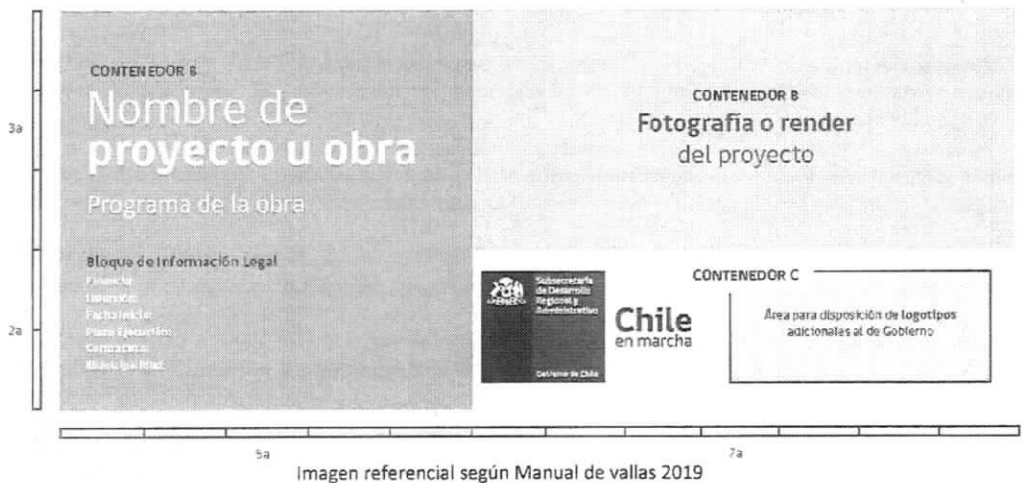 CONTENEDOR B
Nombre de
proyecto u obra
Programa de la obra
Bloque de Información Legal
Financia:
Inversión:
Fecha Inicio:
Plazo Ejecución:
Contratista:
Municipalidad:
CONTENEDOR B
Fotografía o render
del proyecto
Subsecretaría
de Desarrollo
Regional y
Administrativo
Gobierno de Chile
Chile
en marcha
CONTENEDOR C
Área para disposición de logotipos
adicionales al de Gobierno
3a
2a
5a
7a
Imagen referencial según Manual de vallas 2019